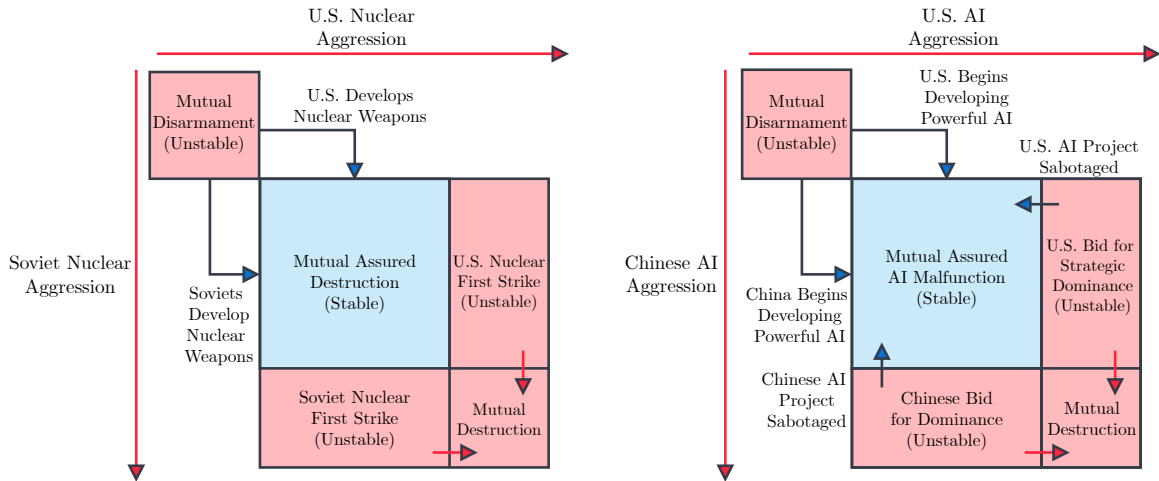 U.S. Nuclear
Aggression
Soviet Nuclear
Aggression
Mutual
Disarmament
(Unstable)
U.S. Develops
Nuclear Weapons
Soviets
Develop
Nuclear
Weapons
Mutual Assured
Destruction
(Stable)
U.S. Nuclear
First Strike
(Unstable)
Soviet Nuclear
First Strike
(Unstable)
Mutual
Destruction
U.S. AI
Aggression
Chinese AI
Aggression
Mutual
Disarmament
(Unstable)
U.S. Begins
Developing
Powerful AI
U.S. AI Project
Sabotaged
China Begins
Developing
Powerful AI
Mutual Assured
AI Malfunction
(Stable)
U.S. Bid for
Strategic
Dominance
(Unstable)
Chinese AI
Project
Sabotaged
Chinese Bid
for Dominance
(Unstable)
Mutual
Destruction